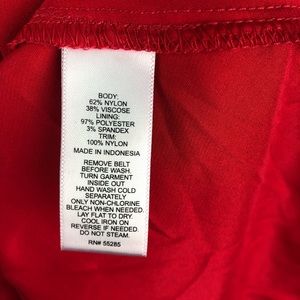 BODY:
62% NYLON
38% VISCOSE
LINING:
97% POLYESTER
3% SPANDEX
TRIM:
100% NYLON
MADE IN INDONESIA
REMOVE BELT
BEFORE WASH.
TURN GARMENT
INSIDE OUT
HAND WASH COLD
SEPARATELY
ONLY NON-CHLORINE
BLEACH WHEN NEEDED.
LAY FLAT TO DRY.
COOL IRON ON
REVERSE IF NEEDED.
DO NOT STEAM.
RN# 55285